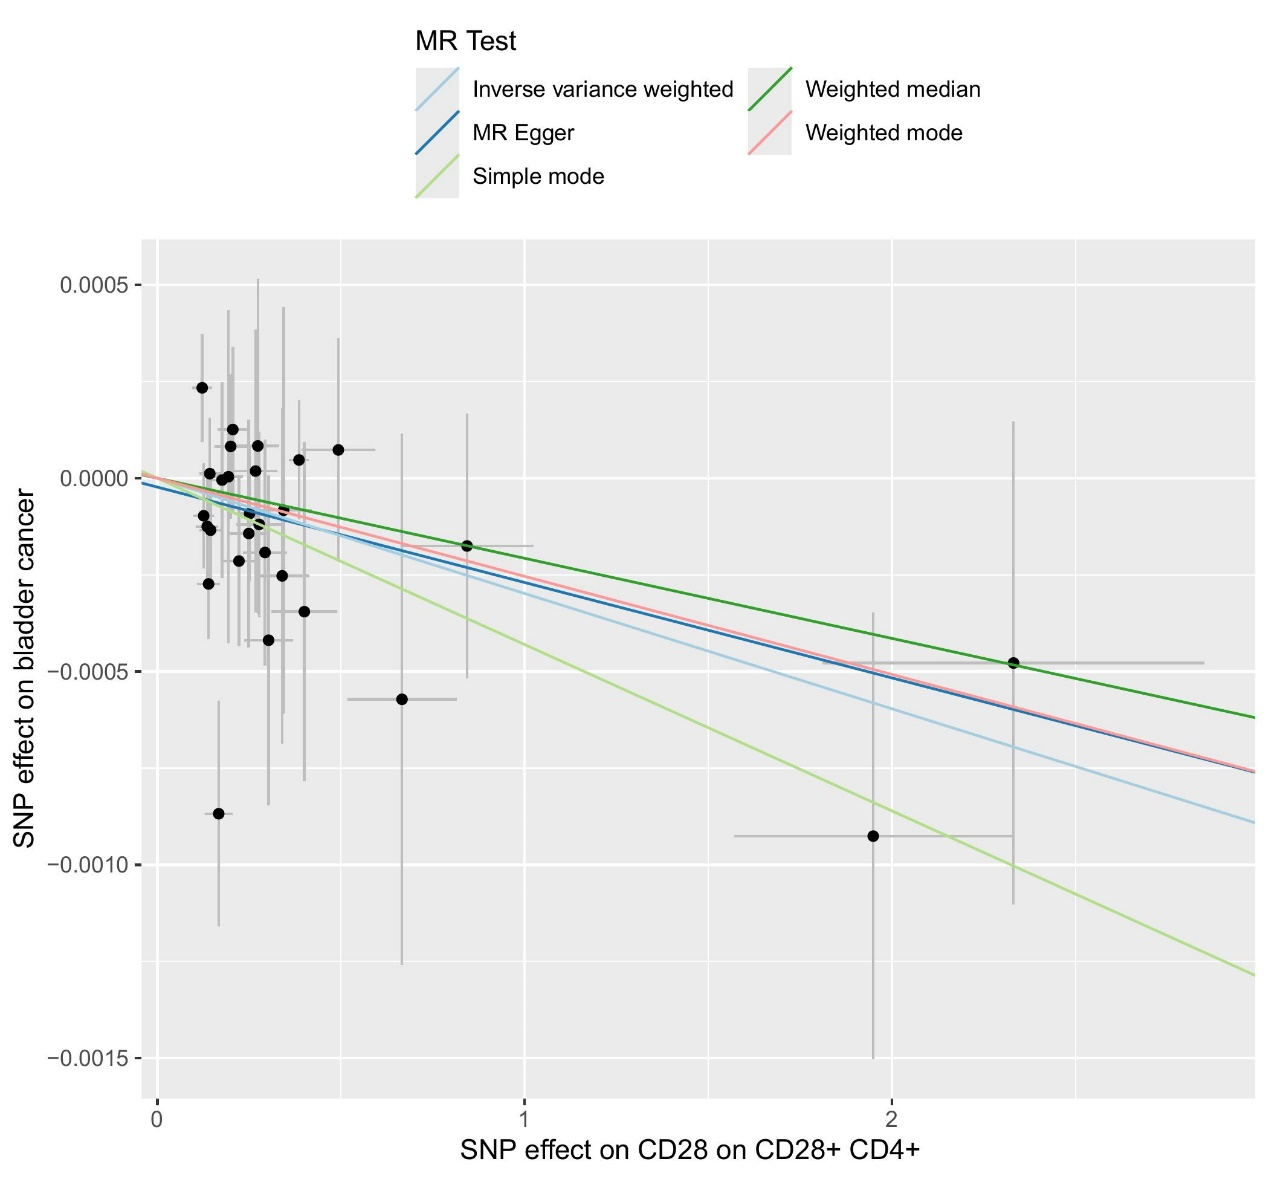 MR Test
Inverse variance weighted
Weighted median
MR Egger
Weighted mode
Simple mode
0.0005
0.0000
−0.0005
−0.0010
−0.0015
SNP effect on bladder cancer
0
1
2
SNP effect on CD28 on CD28+ CD4+